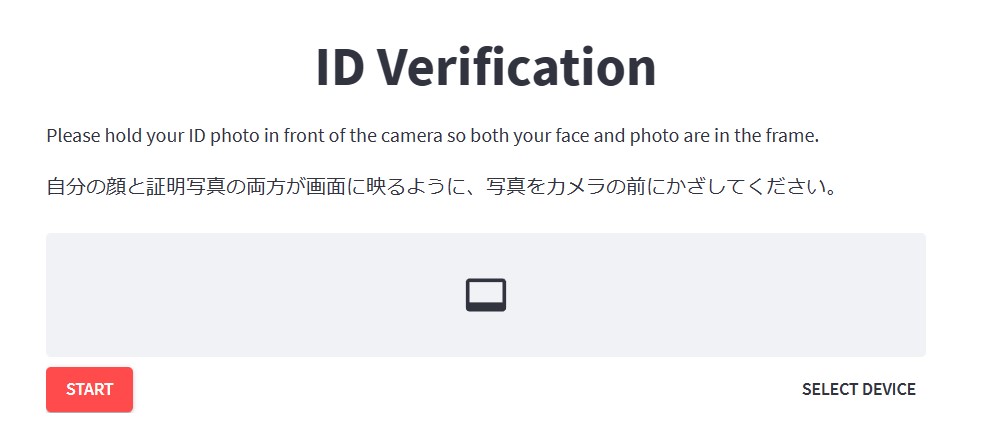 ID Verification
Please hold your ID photo in front of the camera so both your face and photo are in the frame.
自分の顔と証明写真の両方が画面に映るように、写真をカメラの前にかざしてください。
START
SELECT DEVICE